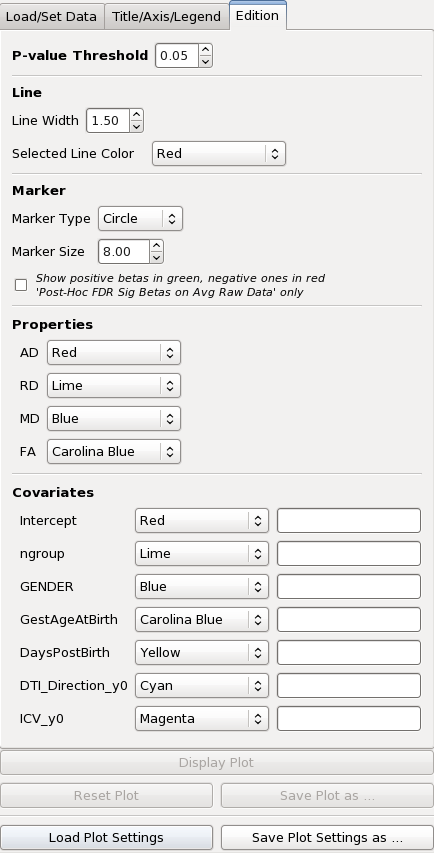 Load/Set Data Title/Axis/Legend Edition
P-value Threshold 0.05
Line
Line Width 1.50
Selected Line Color Red
Marker
Marker Type Circle
Marker Size 8.00
Show positive betas in green, negative ones in red
'Post-Hoc FDR Sig Betas on Avg Raw Data' only
Properties
AD Red
RD Lime
MD Blue
FA Carolina Blue
Covariates
Intercept Red
ngroup Lime
GENDER Blue
GestAgeAtBirth Carolina Blue
DaysPostBirth Yellow
DTI_Direction_y0 Cyan
ICV_y0 Magenta
Display Plot
Reset Plot Save Plot as ...
Load Plot Settings Save Plot Settings as ...